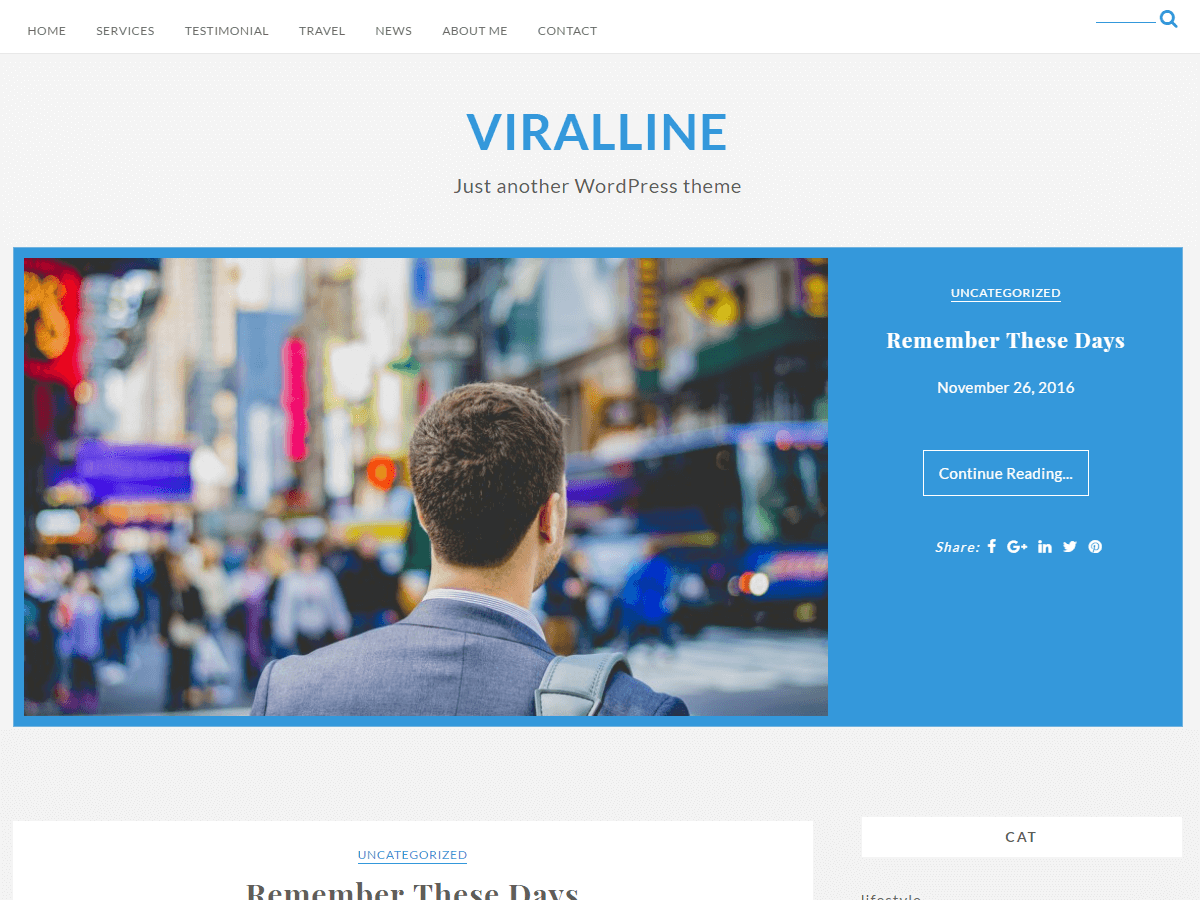 HOME SERVICES TESTIMONIAL TRAVEL NEWS ABOUT ME CONTACT
VIRALLINE
Just another WordPress theme
UNCATEGORIZED
Remember These Days
November 26, 2016
Continue Reading...
Share:
UNCATEGORIZED
Remember These Days
CAT
lifestyle